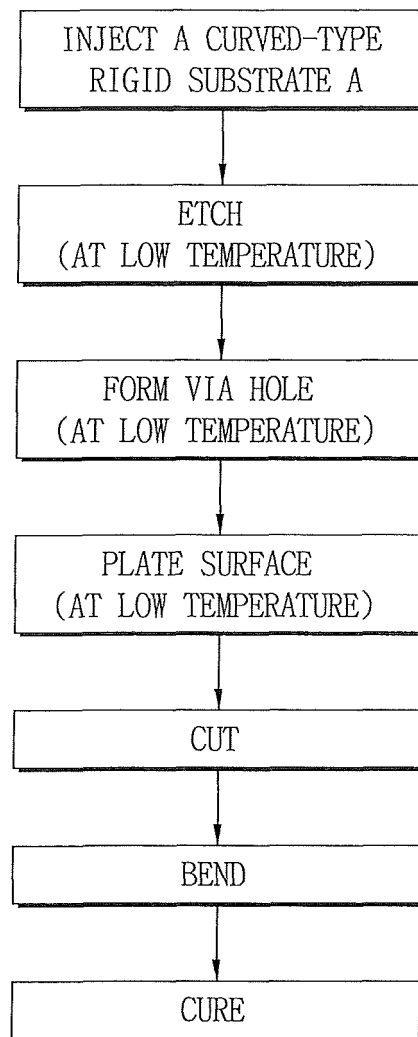 INJECT A CURVED-TYPE
RIGID SUBSTRATE A
ETCH
(AT LOW TEMPERATURE)
FORM VIA HOLE
(AT LOW TEMPERATURE)
PLATE SURFACE
(AT LOW TEMPERATURE)
CUT
BEND
CURE